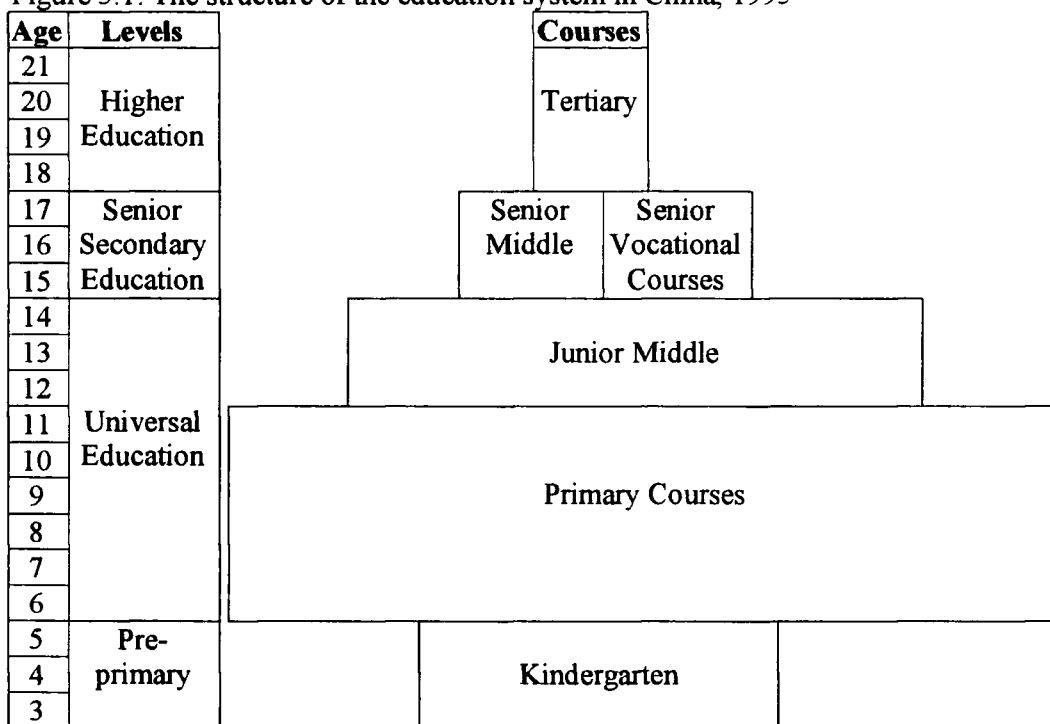 Figure 3.1: The structure of the education system in China, 1995
Age Levels Courses
21
20 Higher Tertiary
19 Education
18
17 Senior Senior Senior
16 Secondary Middle Vocational
15 Education Courses
14
13 Junior Middle
12
11 Universal
10 Education
9 Primary Courses
8
7
6
5 Pre-
4 primary Kindergarten
3